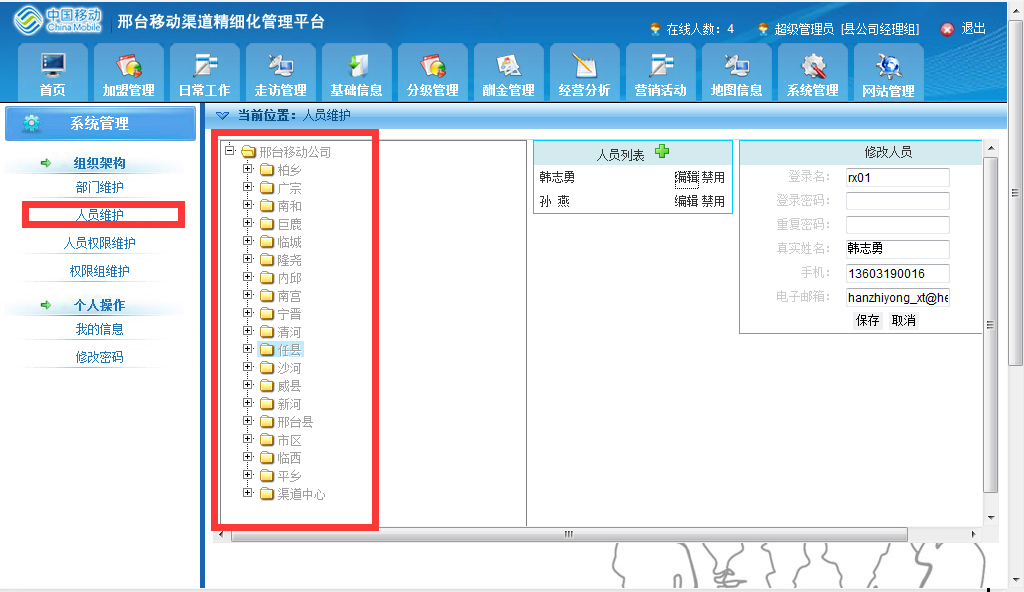 中国移动
China Mobile
邢台移动渠道精细化管理平台
在线人数：4
超级管理员 [县公司经理组]
退出
首页
加盟管理
日常工作
走访管理
基础信息
分级管理
酬金管理
经营分析
营销活动
地图信息
系统管理
网站管理
系统管理
组织架构
部门维护
人员维护
人员权限维护
权限组维护
个人操作
我的信息
修改密码
当前位置：人员维护
邢台移动公司
柏乡
广宗
南和
巨鹿
临城
隆尧
内邱
南宫
宁晋
清河
任县
沙河
威县
新河
邢台县
市区
临西
平乡
渠道中心
人员列表
韩志勇 编辑 禁用
孙 燕 编辑 禁用
修改人员
登录名： rx01
登录密码：
重复密码：
真实姓名： 韩志勇
手机： 13603190016
电子邮箱： hanzhiyong_xt@he
保存 取消